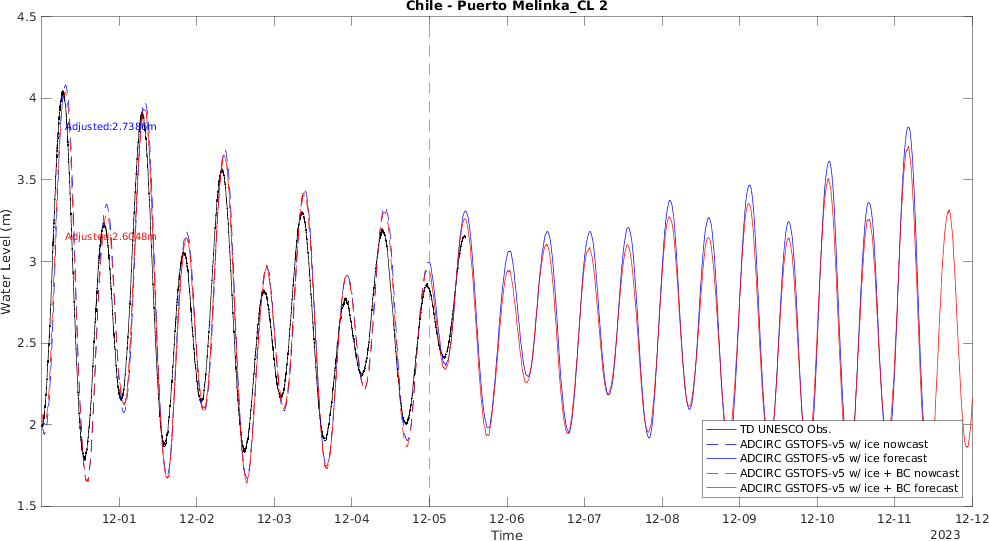 Chile - Puerto Melinka_CL 2
4.5
4
3.5
3
2.5
2
1.5
Water Level (m)
Adjusted:2.7386m
Adjusted:2.6048m
TD UNESCO Obs.
ADCIRC GSTOFS-v5 w/ ice nowcast
ADCIRC GSTOFS-v5 w/ ice forecast
ADCIRC GSTOFS-v5 w/ ice + BC nowcast
ADCIRC GSTOFS-v5 w/ ice + BC forecast
12-01 12-02 12-03 12-04 12-05 12-06 12-07 12-08 12-09 12-10 12-11 12-12
Time
2023